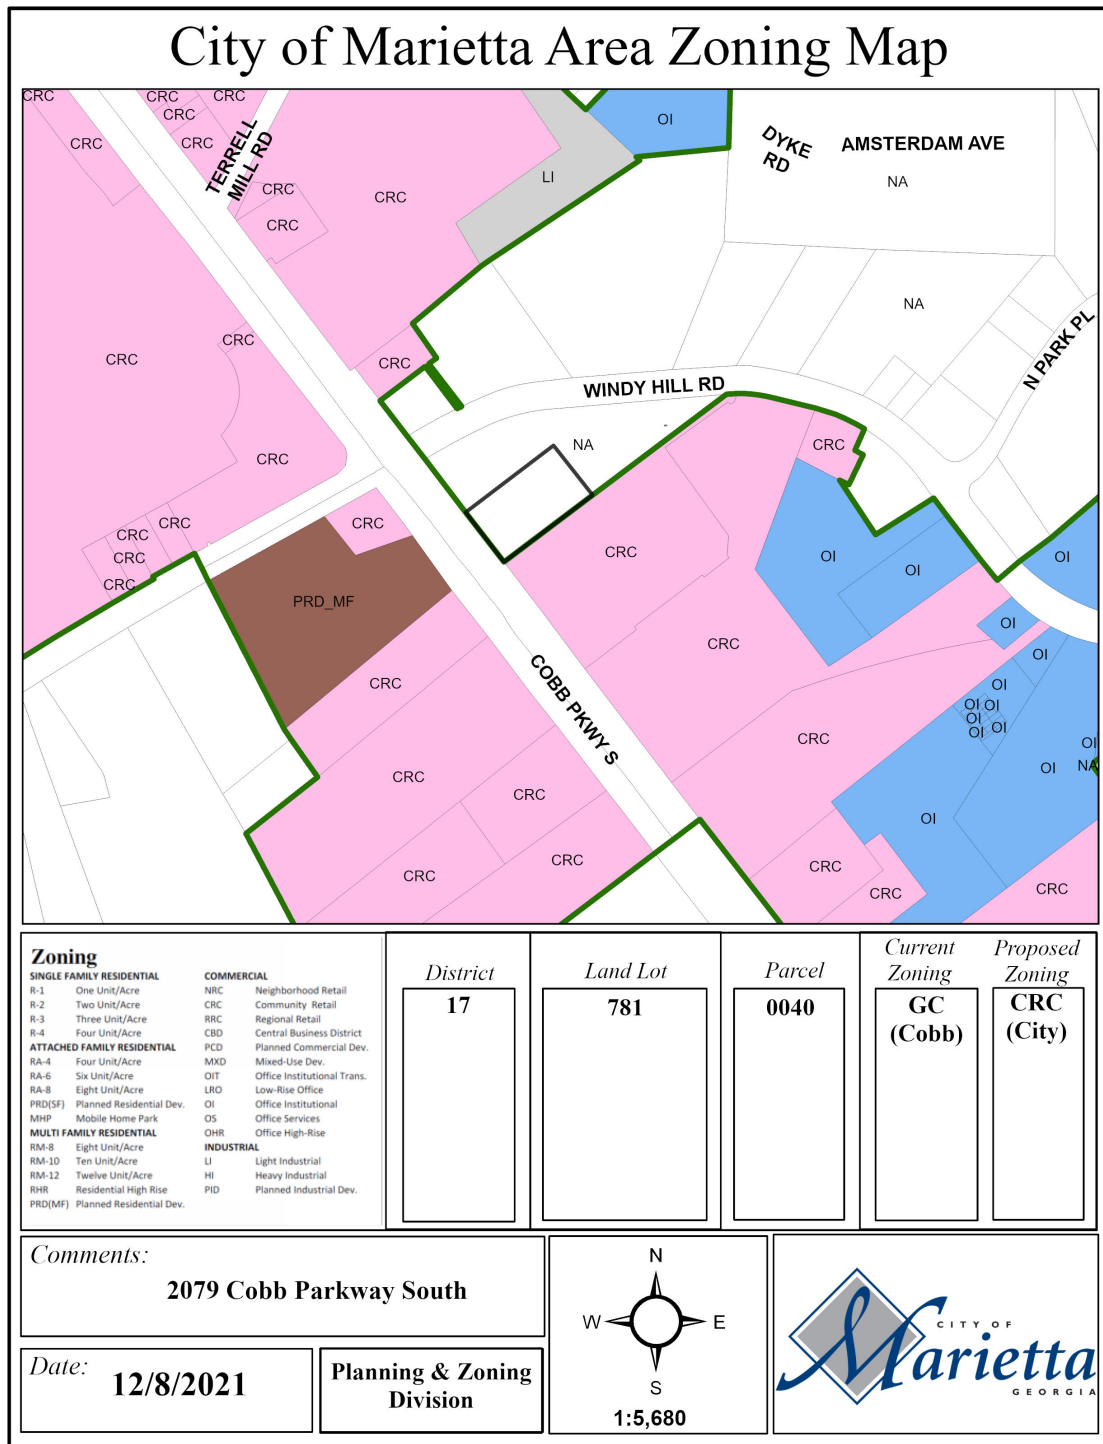 City of Marietta Area Zoning Map
CRC
CRC
CRC
CRC
CRC
CRC
TERRELL
MILL RD
CRC
CRC
CRC
LI
OI
DYKE
RD
AMSTERDAM AVE
NA
NA
N PARK PL
CRC
CRC
CRC
WINDY HILL RD
NA
CRC
CRC
CRC
CRC
CRC
CRC
CRC
PRD_MF
CRC
OI
OI
OI
CRC
OI
OI
OI
OI OI
OI
OI
OI
CRC
COBB PKWY S
CRC
CRC
CRC
OI
NA
OI
OI
CRC
CRC
CRC
CRC
CRC
Zoning
SINGLE FAMILY RESIDENTIAL
R-1 One Unit/Acre
R-2 Two Unit/Acre
R-3 Three Unit/Acre
R-4 Four Unit/Acre
ATTACHED FAMILY RESIDENTIAL
RA-4 Four Unit/Acre
RA-6 Six Unit/Acre
RA-8 Eight Unit/Acre
PRD(SF) Planned Residential Dev.
MHP Mobile Home Park
MULTI FAMILY RESIDENTIAL
RM-8 Eight Unit/Acre
RM-10 Ten Unit/Acre
RM-12 Twelve Unit/Acre
RHR Residential High Rise
PRD(MF) Planned Residential Dev.
COMMERCIAL
NRC Neighborhood Retail
CRC Community Retail
RRC Regional Retail
CBD Central Business District
PCD Planned Commercial Dev.
MXD Mixed-Use Dev.
OIT Office Institutional Trans.
LRO Low-Rise Office
OI Office Institutional
OS Office Services
OHR Office High-Rise
INDUSTRIAL
LI Light Industrial
HI Heavy Industrial
PID Planned Industrial Dev.
District
17
Land Lot
781
Parcel
0040
Current
Zoning
GC
(Cobb)
Proposed
Zoning
CRC
(City)
Comments:
2079 Cobb Parkway South
Date:
12/8/2021
Planning & Zoning
Division
N
W E
S
1:5,680
CITY OF
Marietta
GEORGIA